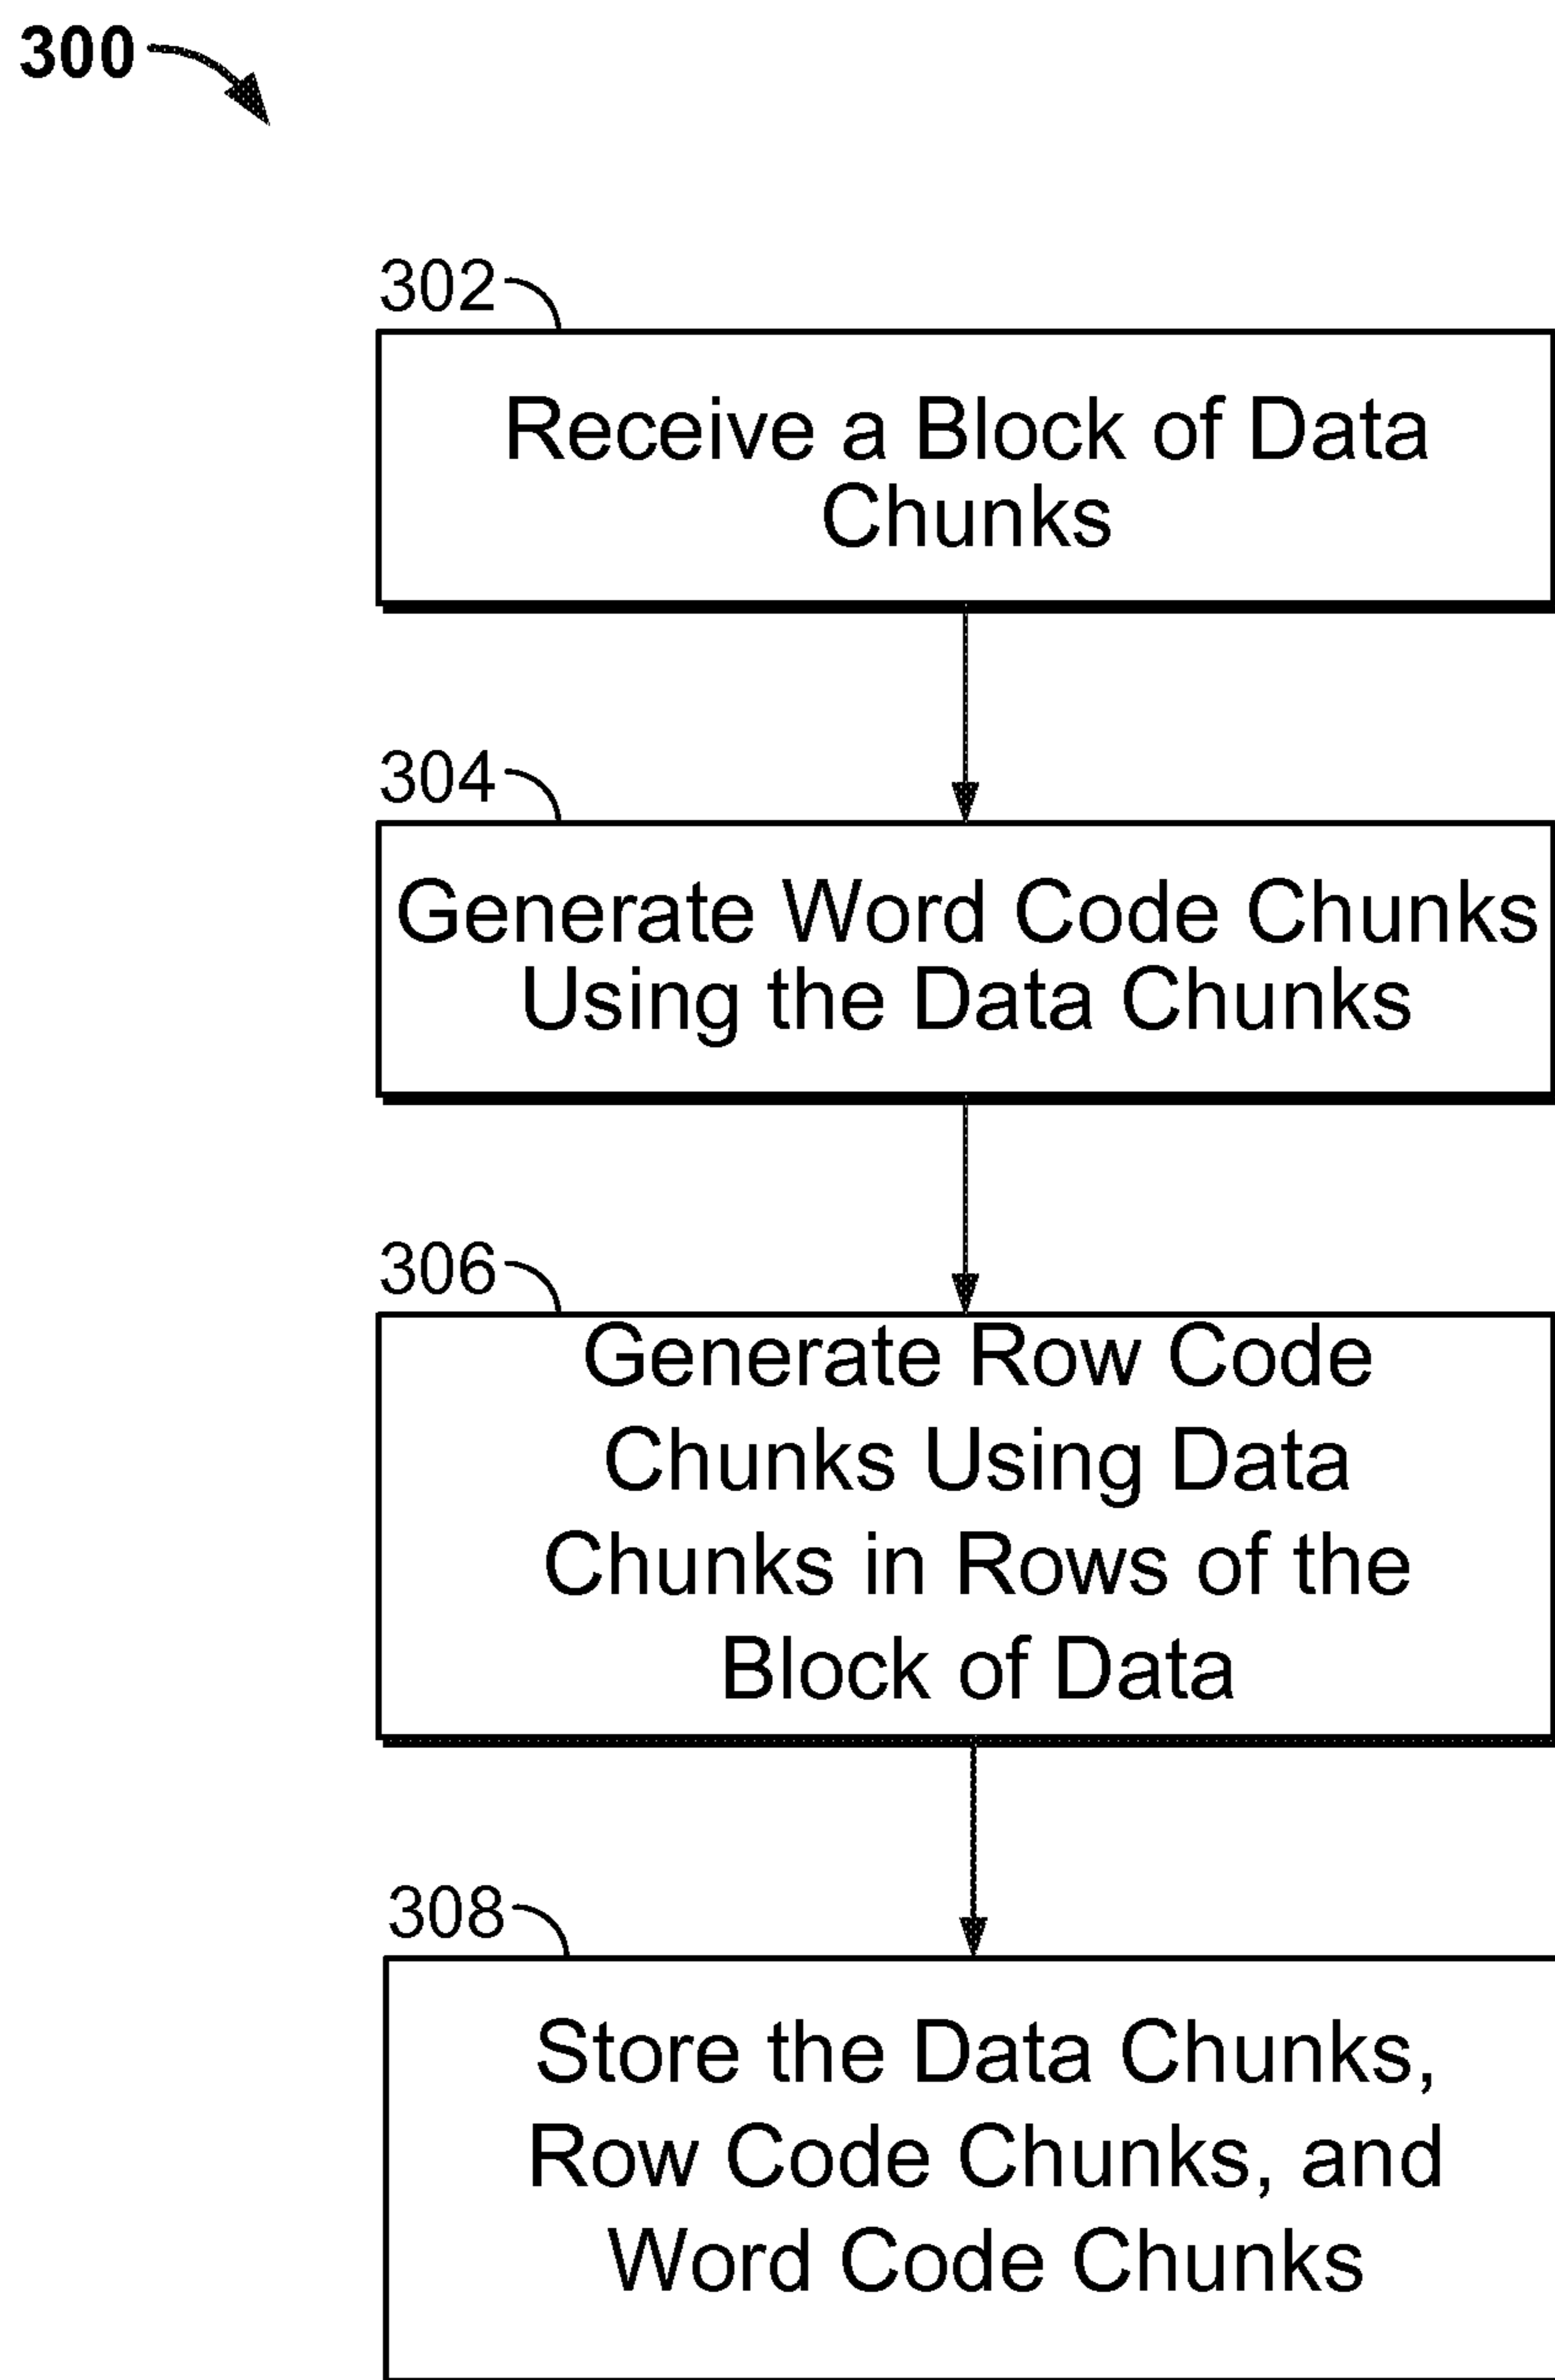 300
302
Receive a Block of Data
Chunks
304
Generate Word Code Chunks
Using the Data Chunks
306
Generate Row Code
Chunks Using Data
Chunks in Rows of the
Block of Data
308
Store the Data Chunks,
Row Code Chunks, and
Word Code Chunks